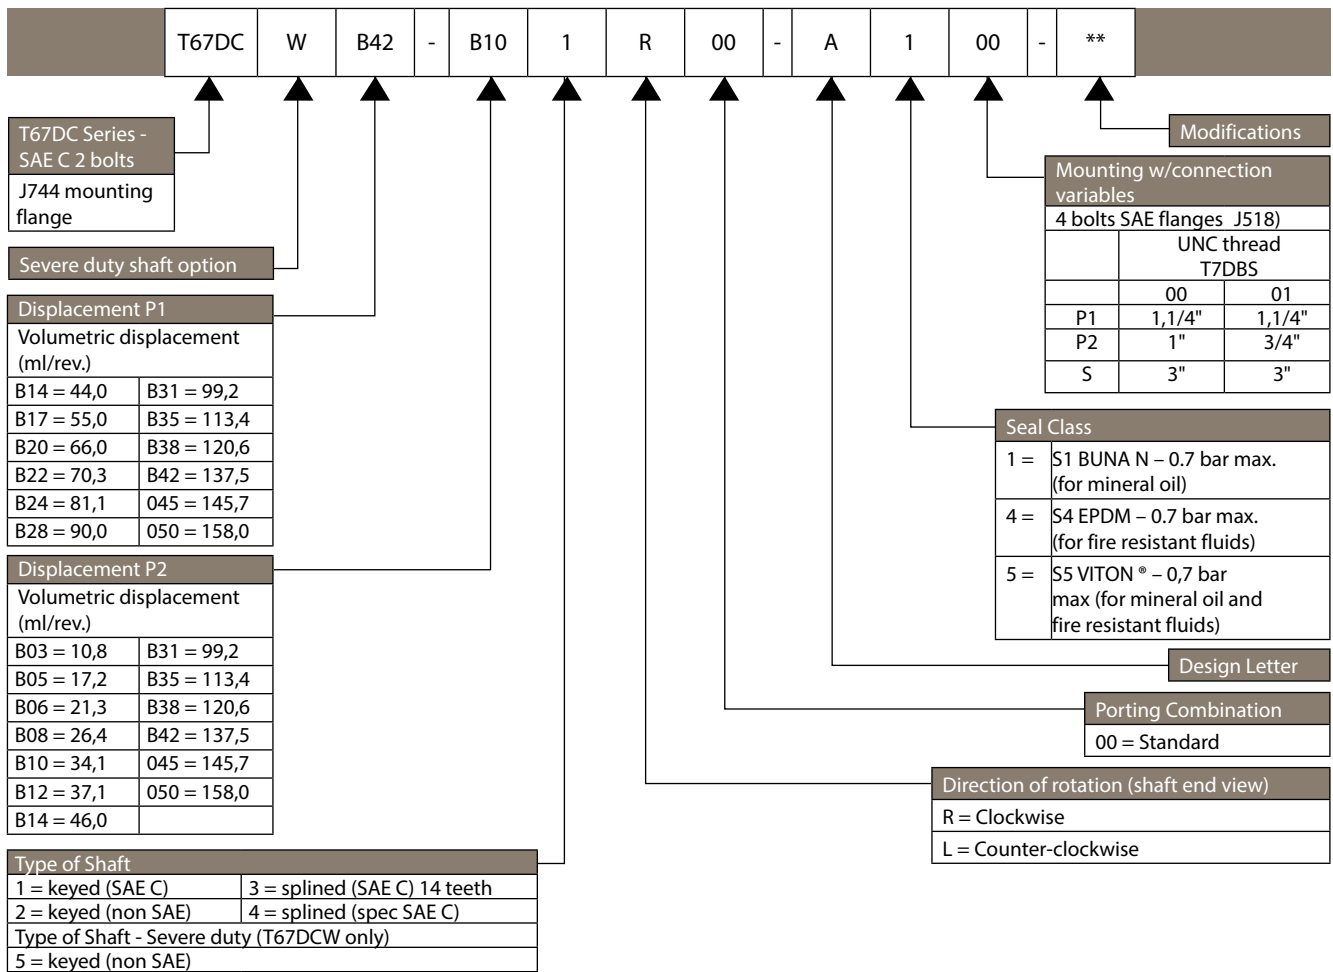 T67DC W B42 - B10 1 R 00 - A 1 00 - **
T67DC Series -
SAE C 2 bolts
J744 mounting
flange
Severe duty shaft option
Displacement P1
Volumetric displacement
(ml/rev.)
B14 = 44,0 B31 = 99,2
B17 = 55,0 B35 = 113,4
B20 = 66,0 B38 = 120,6
B22 = 70,3 B42 = 137,5
B24 = 81,1 045 = 145,7
B28 = 90,0 050 = 158,0
Displacement P2
Volumetric displacement
(ml/rev.)
B03 = 10,8 B31 = 99,2
B05 = 17,2 B35 = 113,4
B06 = 21,3 B38 = 120,6
B08 = 26,4 B42 = 137,5
B10 = 34,1 045 = 145,7
B12 = 37,1 050 = 158,0
B14 = 46,0
Type of Shaft
1 = keyed (SAE C) 3 = splined (SAE C) 14 teeth
2 = keyed (non SAE) 4 = splined (spec SAE C)
Type of Shaft - Severe duty (T67DCW only)
5 = keyed (non SAE)
Modifications
Mounting w/connection
variables
4 bolts SAE flanges J518)
UNC thread
T7DBS
00 01
P1 1,1/4" 1,1/4"
P2 1" 3/4"
S 3" 3"
Seal Class
1 = S1 BUNA N – 0.7 bar max.
(for mineral oil)
4 = S4 EPDM – 0.7 bar max.
(for fire resistant fluids)
5 = S5 VITON ® – 0,7 bar
max (for mineral oil and
fire resistant fluids)
Design Letter
Porting Combination
00 = Standard
Direction of rotation (shaft end view)
R = Clockwise
L = Counter-clockwise